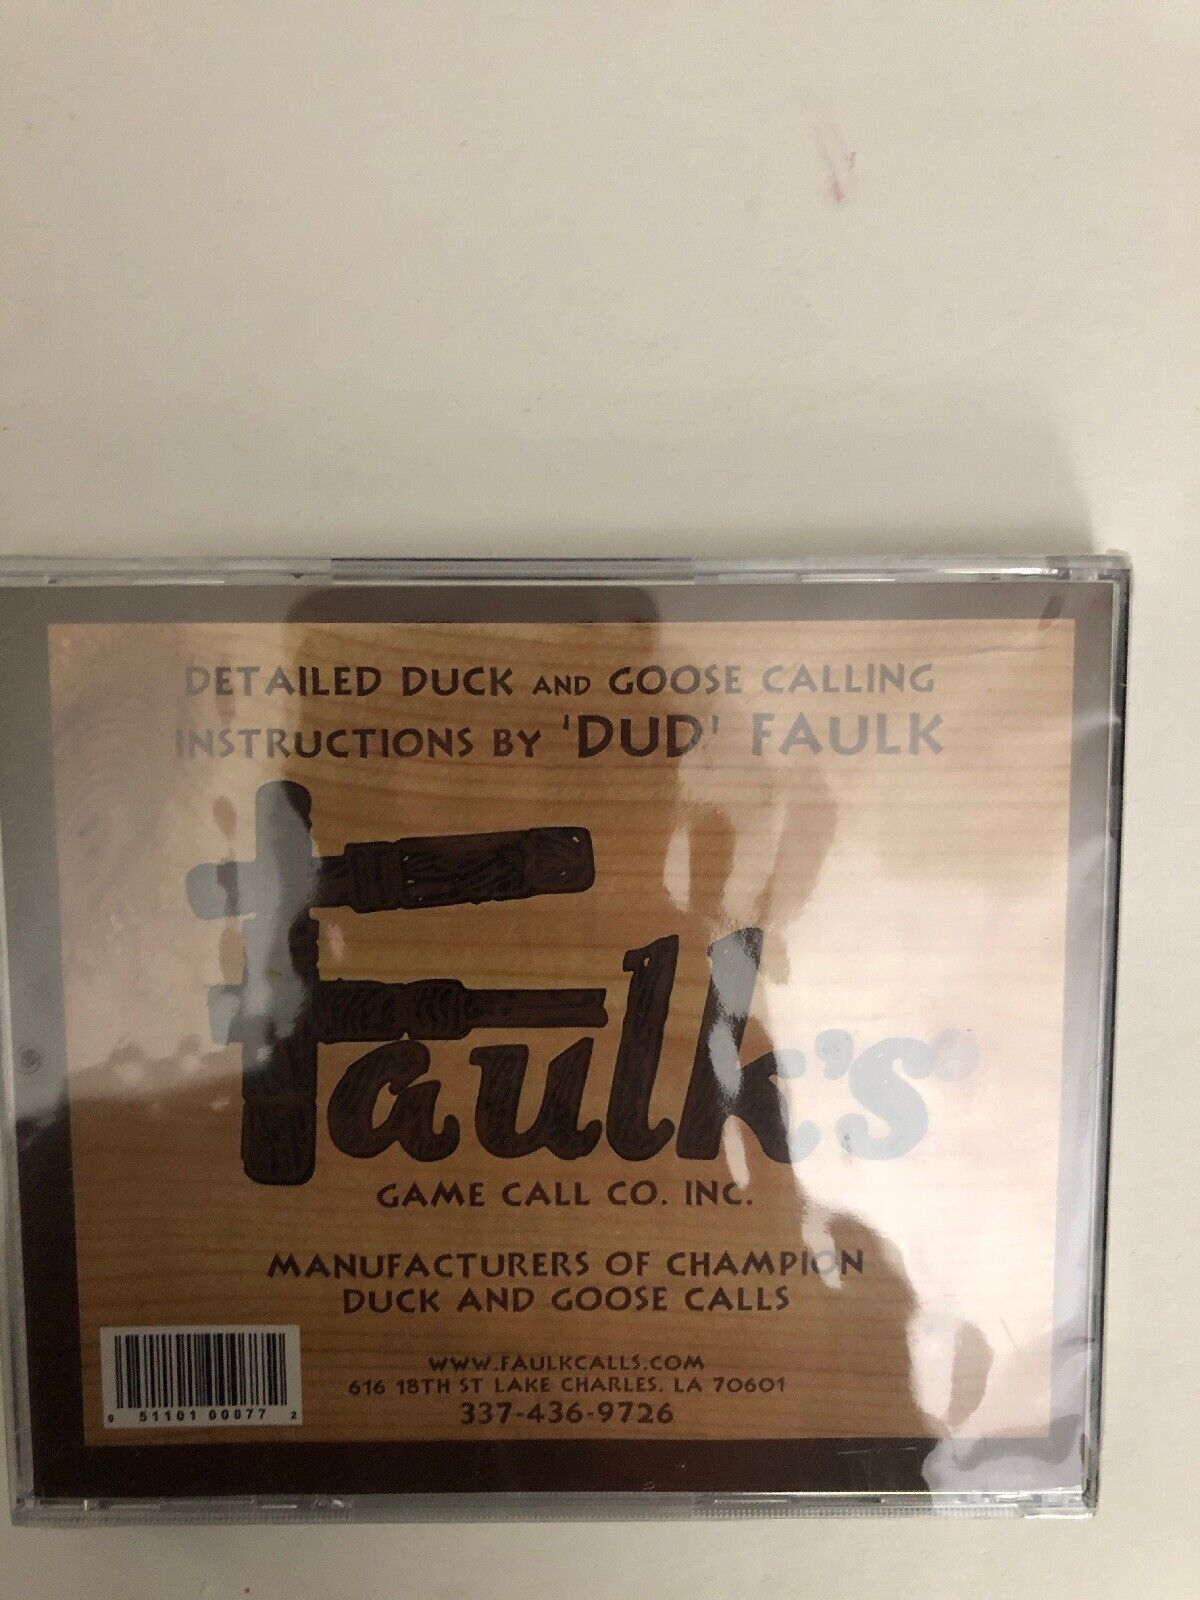 DETAILED DUCK AND GOOSE CALLING
INSTRUCTIONS BY 'DUD' FAULK
Faulk's
GAME CALL CO. INC.
MANUFACTURERS OF CHAMPION
DUCK AND GOOSE CALLS
WWW.FAULKCALLS.COM
616 18TH ST LAKE CHARLES. LA 70601
337-436-9726
0 51101 00077 2